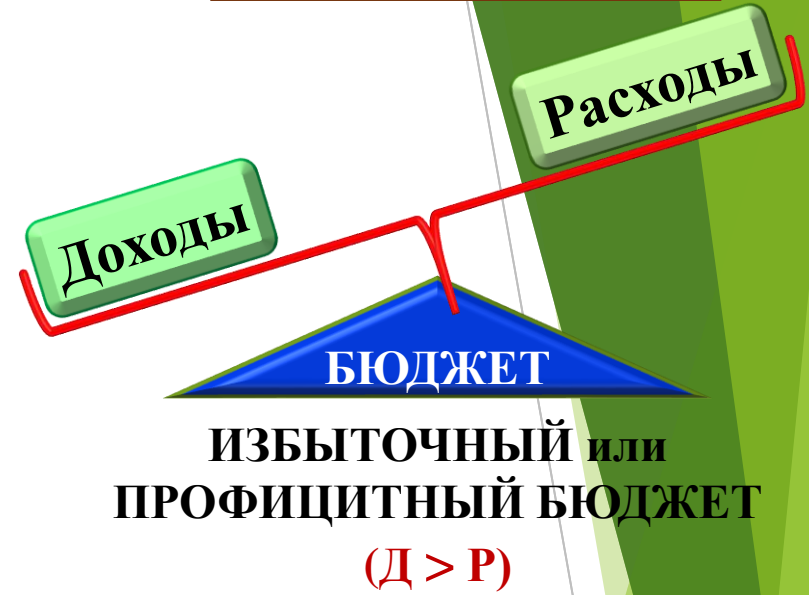 Расходы
Доходы
БЮДЖЕТ
ИЗБЫТОЧНЫЙ или
ПРОФИЦИТНЫЙ БЮДЖЕТ
(Д > Р)